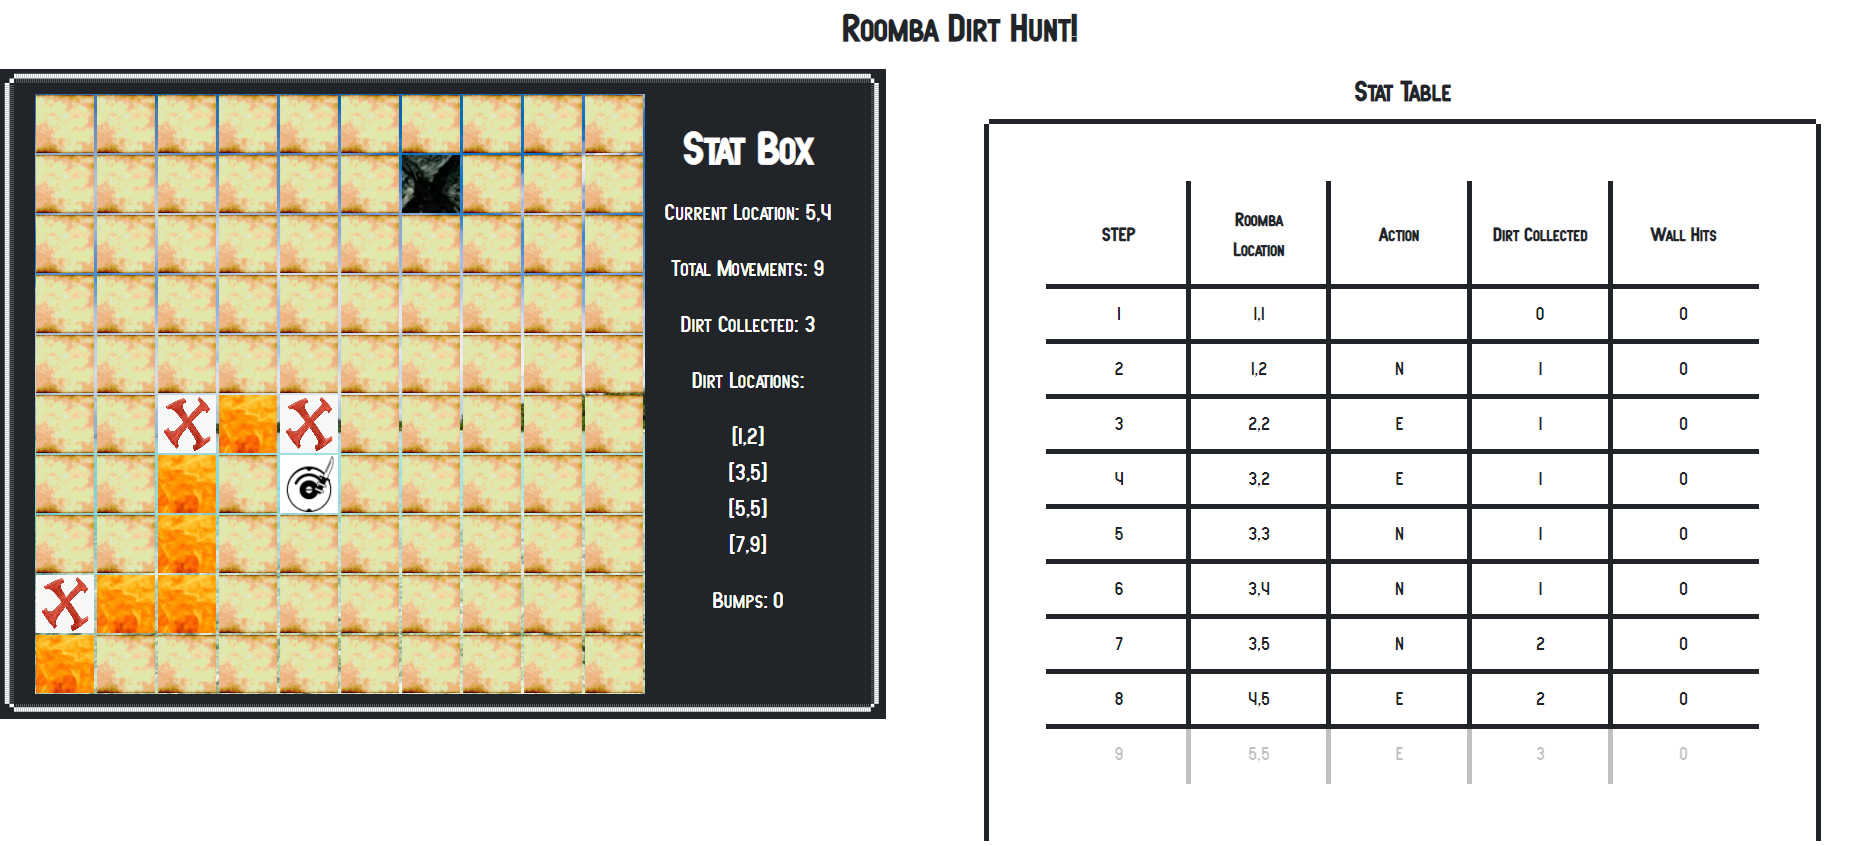 Roomba Dirt Hunt!
Stat Box
Current Location: 5,4
Total Movements: 9
Dirt Collected: 3
Dirt Locations:
[1,2]
[3,5]
[5,5]
[7,9]
Bumps: 0
Stat Table
STEP Roomba Location Action Dirt Collected Wall Hits
1 1,1 0 0
2 1,2 N 1 0
3 2,2 E 1 0
4 3,2 E 1 0
5 3,3 N 1 0
6 3,4 N 1 0
7 3,5 N 2 0
8 4,5 E 2 0
9 5,5 E 3 0